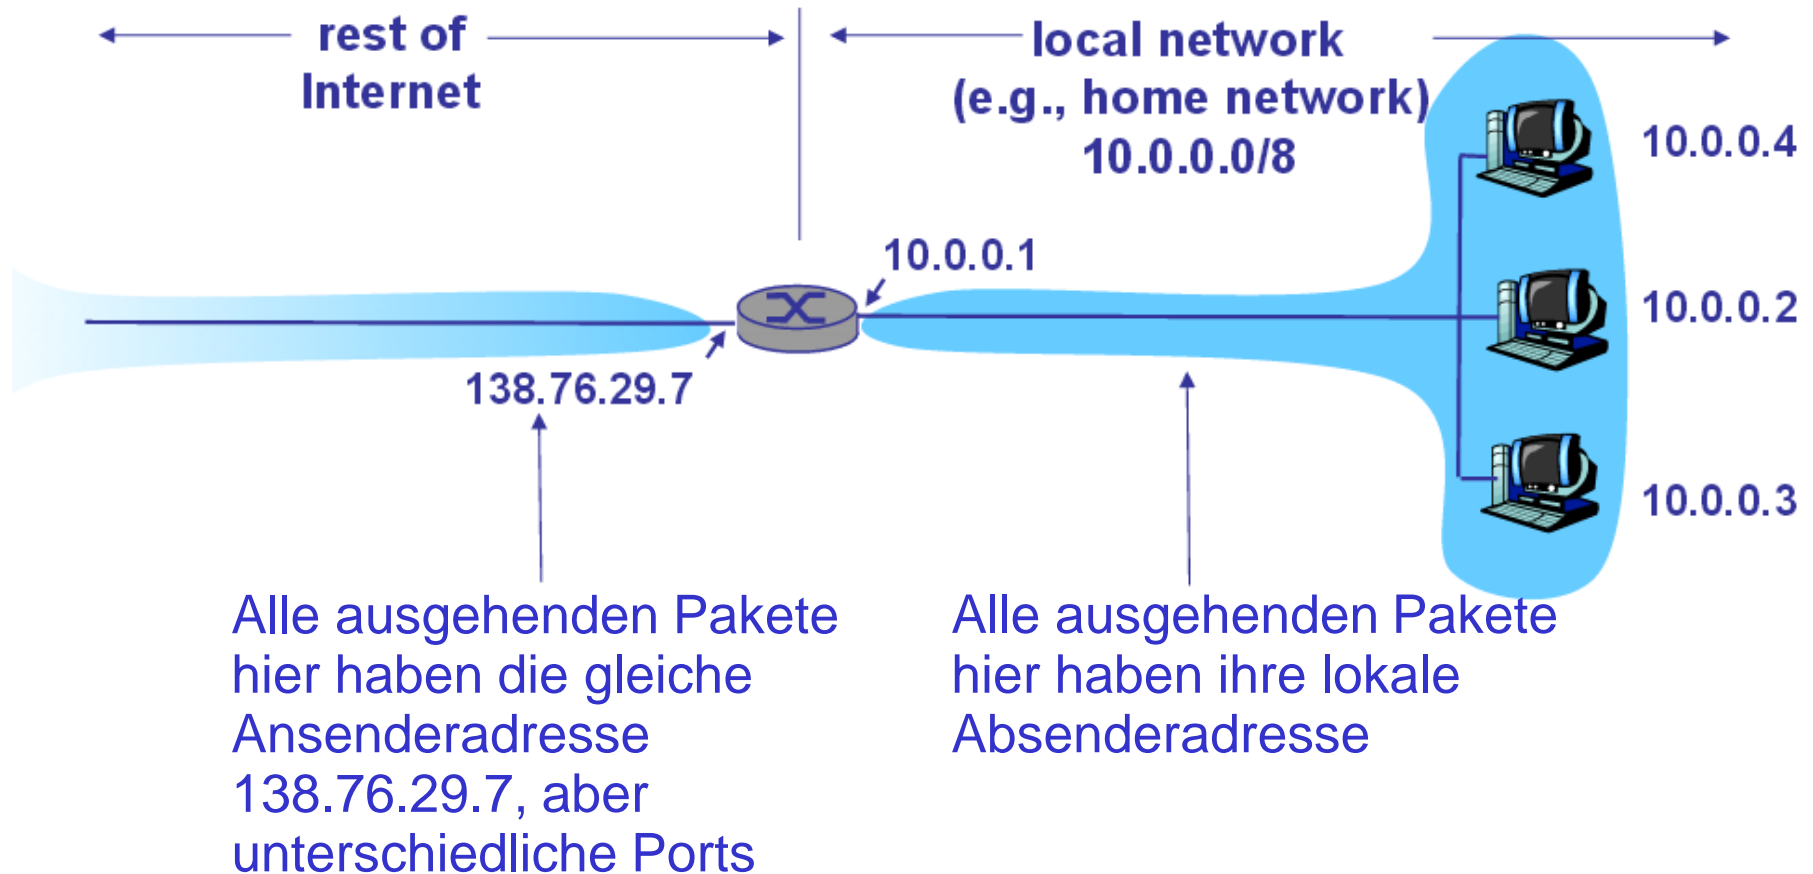 rest of
Internet
local network
(e.g., home network)
10.0.0.0/8
10.0.0.4
10.0.0.1
10.0.0.2
138.76.29.7
10.0.0.3
Alle ausgehenden Pakete
hier haben die gleiche
Ansenderadresse
138.76.29.7, aber
unterschiedliche Ports
Alle ausgehenden Pakete
hier haben ihre lokale
Absenderadresse